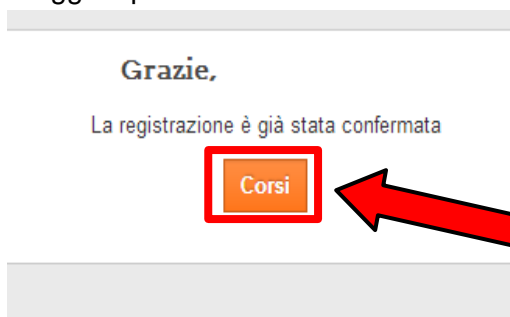 Grazie,
La registrazione è già stata confermata
Corsi